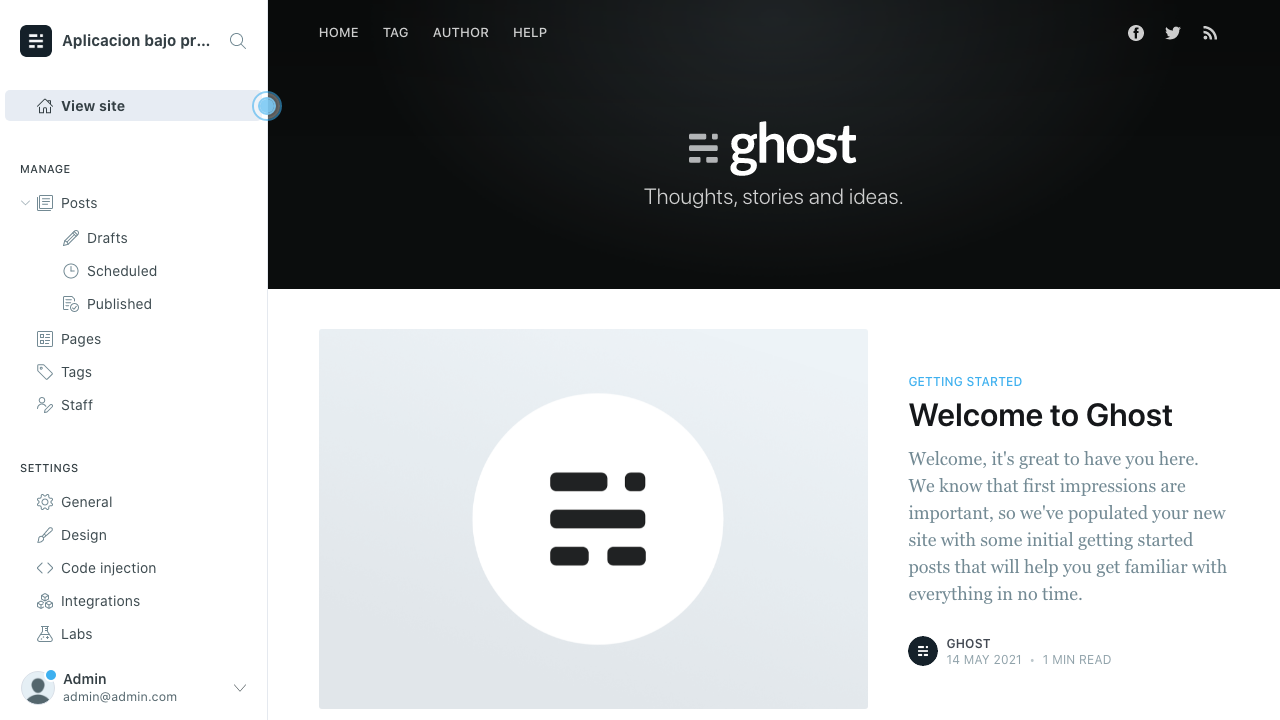 Aplicacion bajo pr...
View site
MANAGE
Posts
Drafts
Scheduled
Published
Pages
Tags
Staff
SETTINGS
General
Design
Code injection
Integrations
Labs
Admin
admin@admin.com
HOME TAG AUTHOR HELP
ghost
Thoughts, stories and ideas.
GETTING STARTED
Welcome to Ghost
Welcome, it's great to have you here.
We know that first impressions are
important, so we've populated your new
site with some initial getting started
posts that will help you get familiar with
everything in no time.
GHOST
14 MAY 2021 • 1 MIN READ